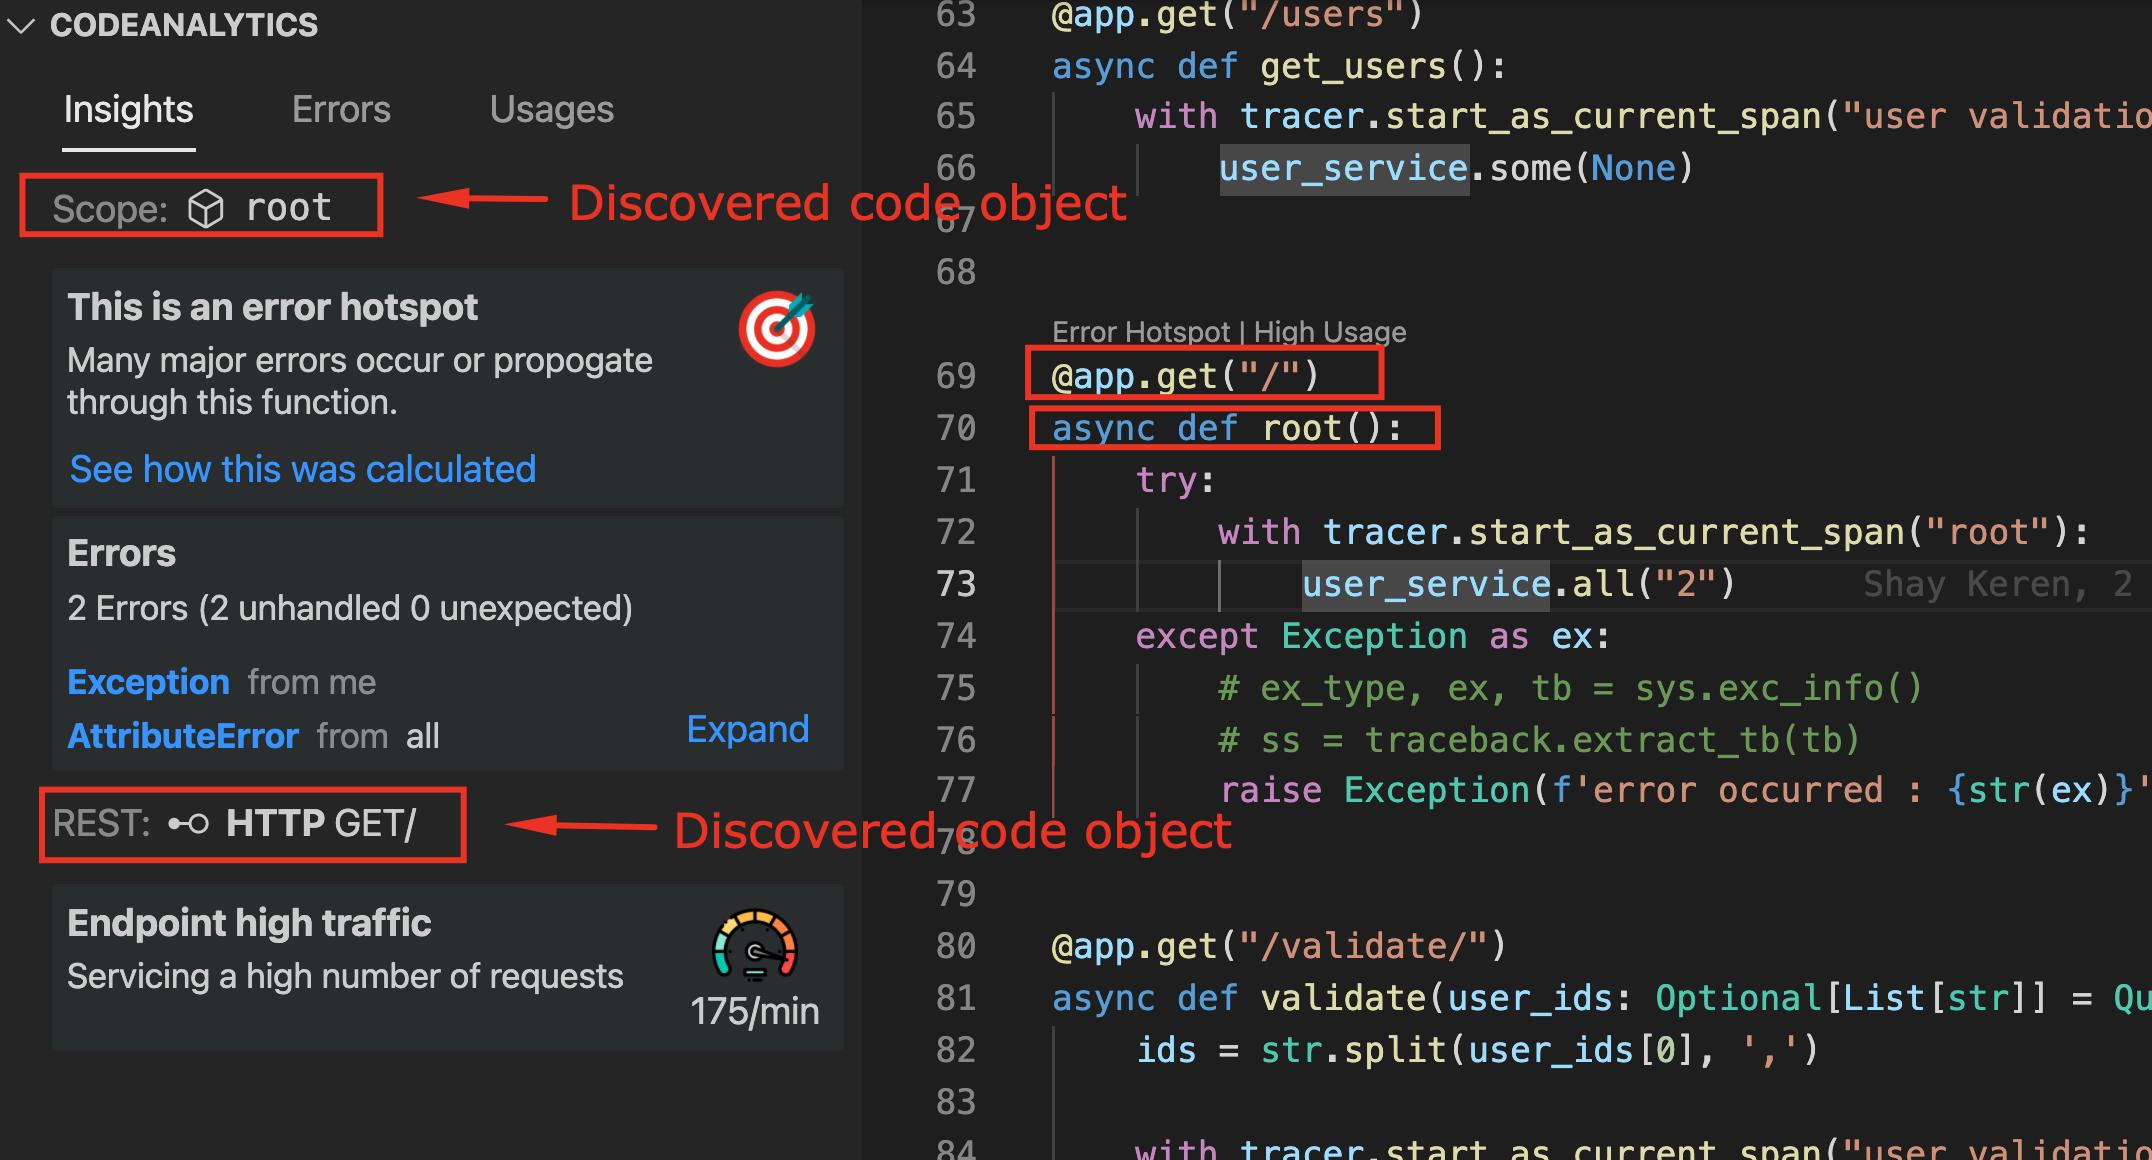 CODEANALYTICS
Insights Errors Usages
Scope: root
Discovered code object
This is an error hotspot
Many major errors occur or propogate
through this function.
See how this was calculated
Errors
2 Errors (2 unhandled 0 unexpected)
Exception from me
AttributeError from all
Expand
REST: HTTP GET/
Discovered code object
Endpoint high traffic
Servicing a high number of requests
175/min
63 @app.get("/users")
64 async def get_users():
65 with tracer.start_as_current_span("user validatio
66 user_service.some(None)
67
68
Error Hotspot | High Usage
69 @app.get("/")
70 async def root():
71 try:
72 with tracer.start_as_current_span("root"):
73 user_service.all("2") Shay Keren, 2
74 except Exception as ex:
75 # ex_type, ex, tb = sys.exc_info()
76 # ss = traceback.extract_tb(tb)
77 raise Exception(f'error occurred : {str(ex)}'
78
79
80 @app.get("/validate/")
81 async def validate(user_ids: Optional[List[str]] = Qu
82 ids = str.split(user_ids[0], ',')
83
84 with tracer.start_as_current_span("user validation